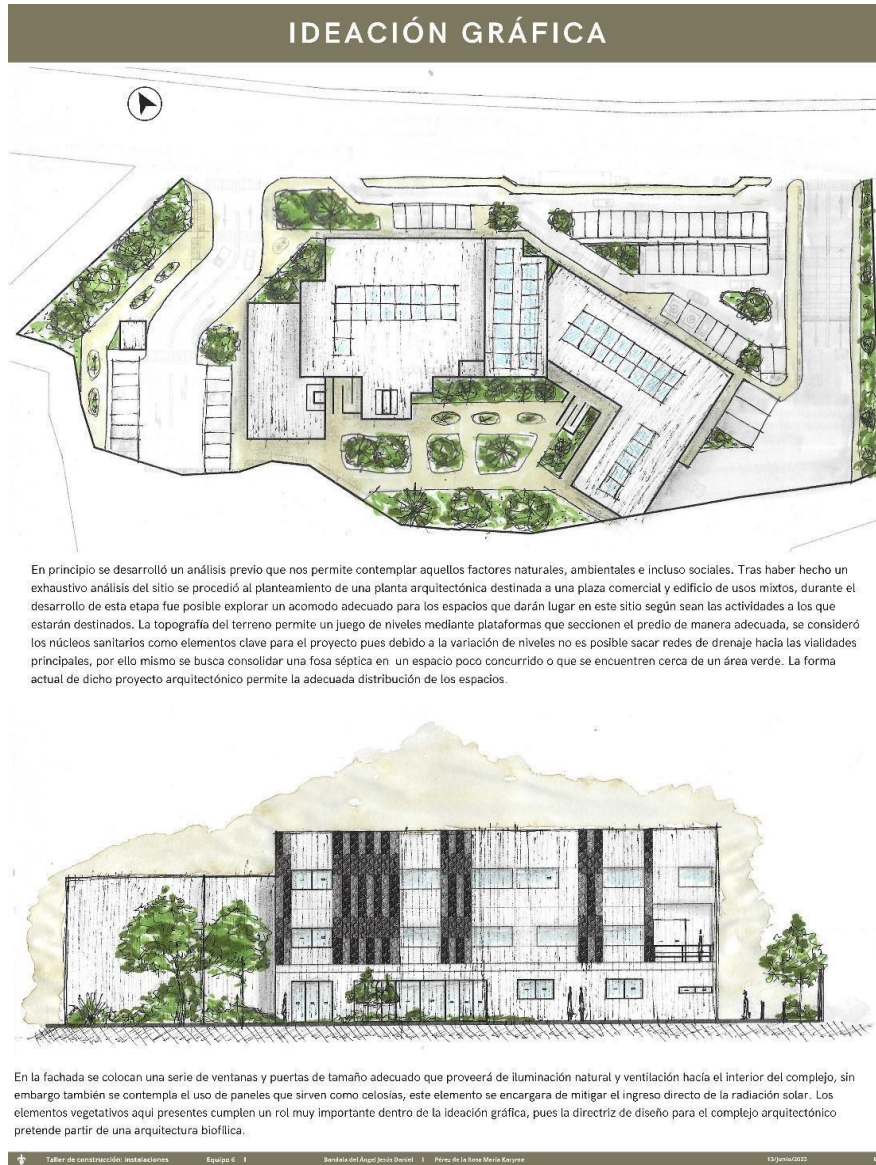 IDEACIÓN GRÁFICA
En principio se desarrolló un análisis previo que nos permite contemplar aquellos factores naturales, ambientales e incluso sociales. Tras haber hecho un
exhaustivo análisis del sitio se procedió al planteamiento de una planta arquitectónica destinada a una plaza comercial y edificio de usos mixtos, durante el
desarrollo de esta etapa fue posible explorar un acomodo adecuado para los espacios que darán lugar en este sitio según sean las actividades a los que
estarán destinados. La topografía del terreno permite un juego de niveles mediante plataformas que seccionen el predio de manera adecuada, se consideró
los núcleos sanitarios como elementos clave para el proyecto pues debido a la variación de niveles no es posible sacar redes de drenaje hacia las vialidades
principales, por ello mismo se busca consolidar una fosa séptica en un espacio poco concurrido o que se encuentren cerca de un área verde. La forma
actual de dicho proyecto arquitectónico permite la adecuada distribución de los espacios.
En la fachada se colocan una serie de ventanas y puertas de tamaño adecuado que proveerá de iluminación natural y ventilación hacía el interior del complejo, sin
embargo también se contempla el uso de paneles que sirven como celosías, este elemento se encargara de mitigar el ingreso directo de la radiación solar. Los
elementos vegetativos aqui presentes cumplen un rol muy importante dentro de la ideación gráfica, pues la directriz de diseño para el complejo arquitectónico
pretende partir de una arquitectura biofílica.
Taller de construcción: instalaciones Equipo 6 | Bandala del Ángel Jesús Daniel | Pérez de la Rosa María Karyme 13/junio/2022